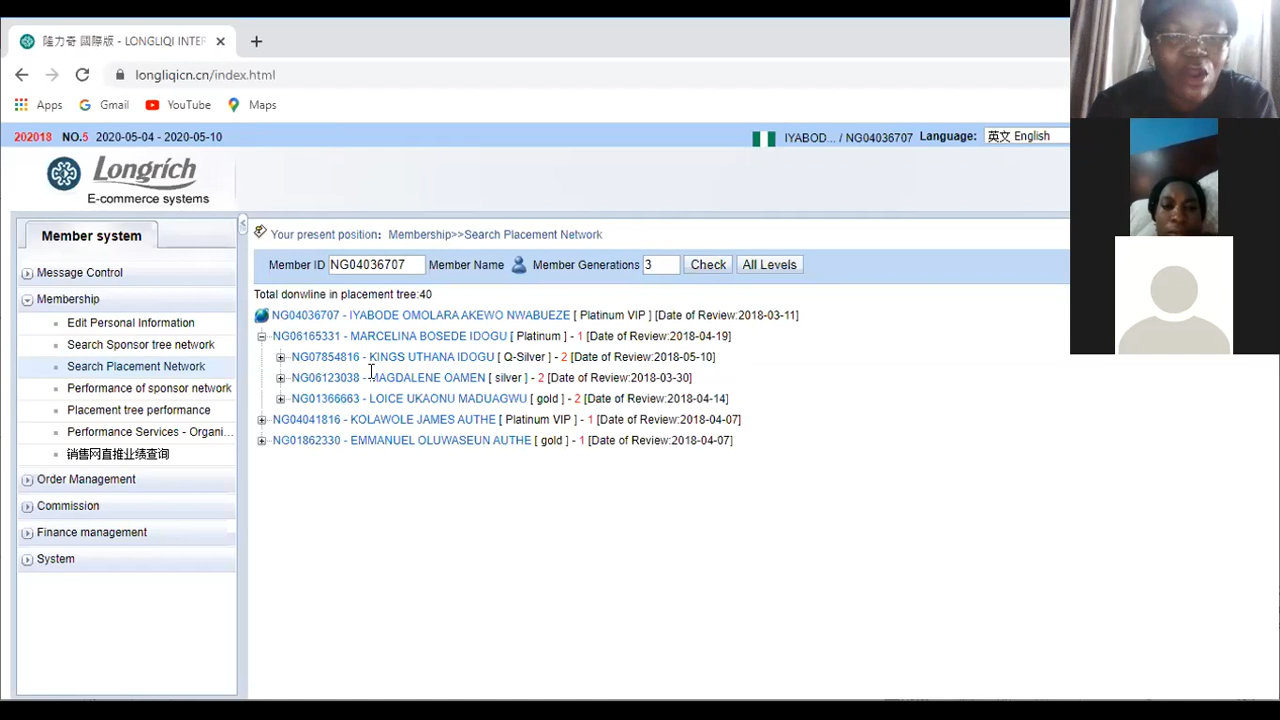 隆力奇 國際版 - LONGLIQI INTER
longliqicn.cn/index.html
Apps Gmail YouTube Maps
202018 NO.5 2020-05-04 - 2020-05-10 IYABOD... / NG04036707 Language: 英文 English
Longrich
E-commerce systems
Member system
Message Control
Membership
Edit Personal Information
Search Sponsor tree network
Search Placement Network
Performance of sponsor network
Placement tree performance
Performance Services - Organi...
销售网直推业绩查询
Order Management
Commission
Finance management
System
Your present position: Membership>>Search Placement Network
Member ID NG04036707 Member Name Member Generations 3 Check All Levels
Total donwline in placement tree:40
NG04036707 - IYABODE OMOLARA AKEWO NWABUEZE [ Platinum VIP ] [Date of Review:2018-03-11]
NG06165331 - MARCELINA BOSEDE IDOGU [ Platinum ] - 1 [Date of Review:2018-04-19]
NG07854816 - KINGS UTHANA IDOGU [ Q-Silver ] - 2 [Date of Review:2018-05-10]
NG06123038 - MAGDALENE OAMEN [ silver ] - 2 [Date of Review:2018-03-30]
NG01366663 - LOICE UKAONU MADUAGWU [ gold ] - 2 [Date of Review:2018-04-14]
NG04041816 - KOLAWOLE JAMES AUTHE [ Platinum VIP ] - 1 [Date of Review:2018-04-07]
NG01862330 - EMMANUEL OLUWASEUN AUTHE [ gold ] - 1 [Date of Review:2018-04-07]